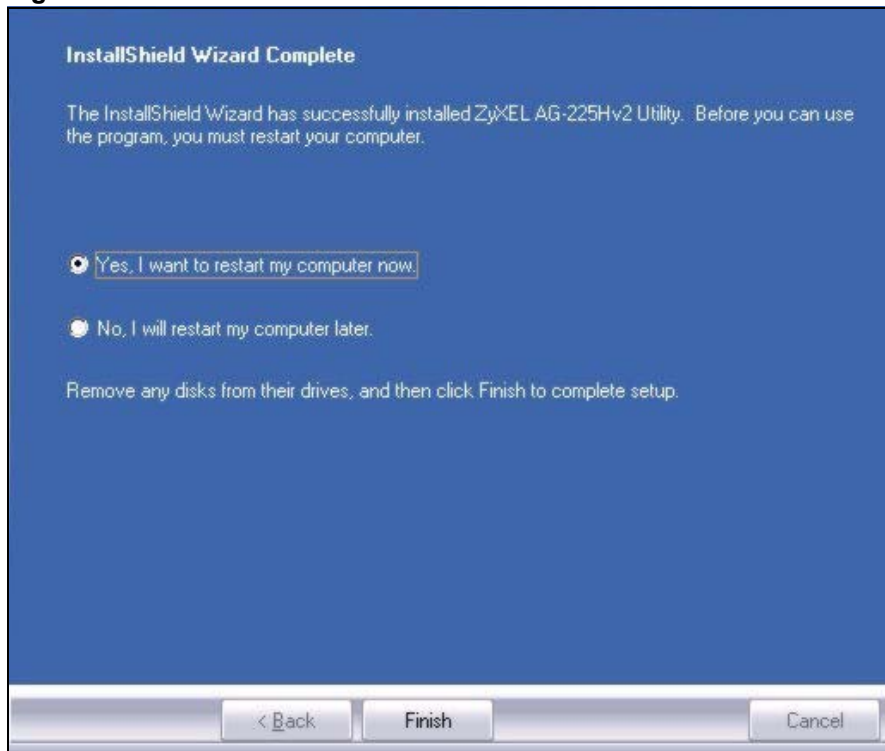 InstallShield Wizard Complete
The InstallShield Wizard has successfully installed ZyXEL AG-225Hv2 Utility. Before you can use
the program, you must restart your computer.
Yes, I want to restart my computer now.
No, I will restart my computer later.
Remove any disks from their drives, and then click Finish to complete setup.
< Back
Finish
Cancel